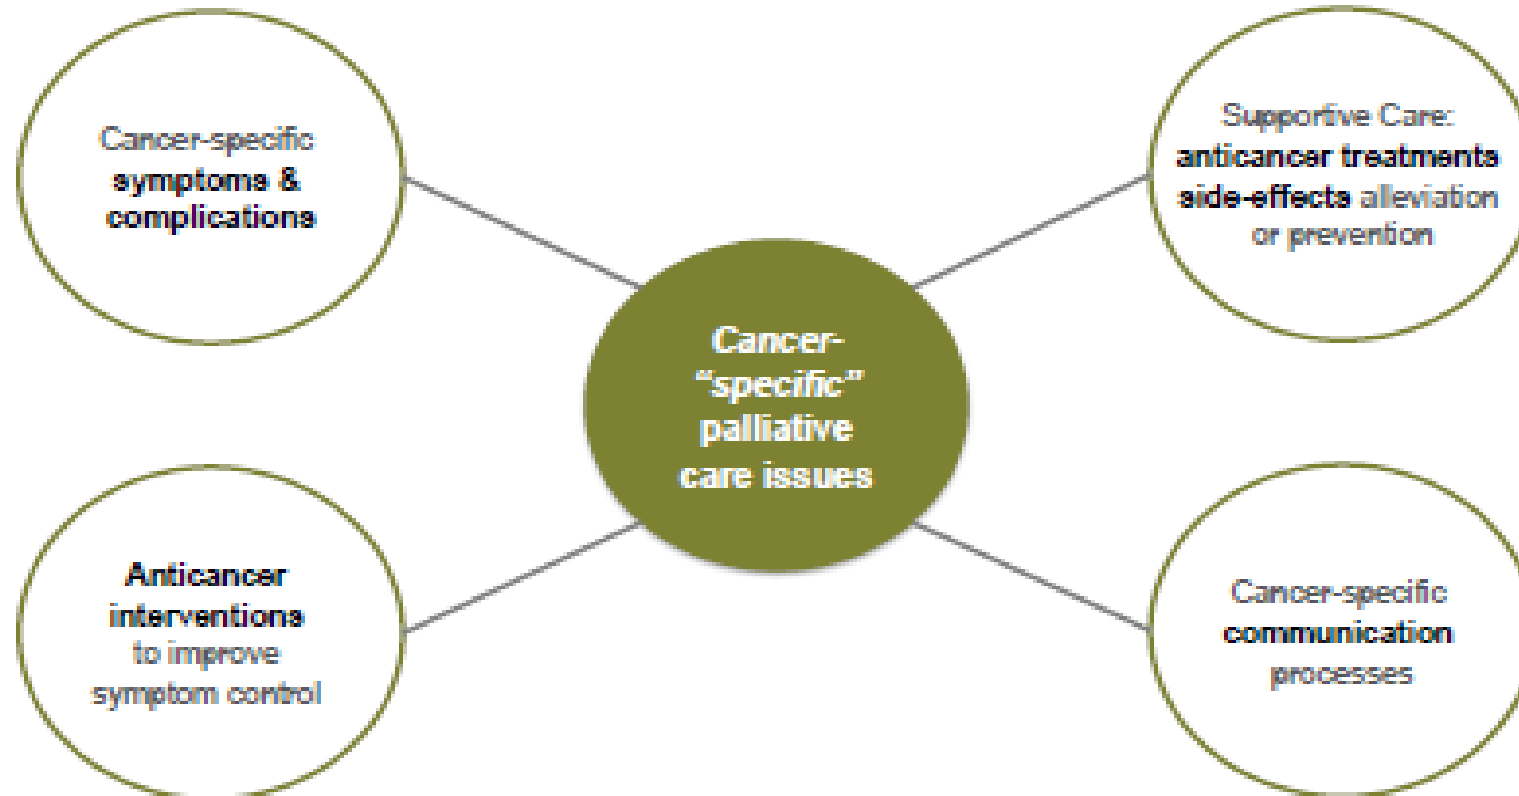 Cancer-specific
symptoms &
complications
Supportive Care:
anticancer treatments
side-effects alleviation
or prevention
Cancer-
“specific”
palliative
care issues
Anticancer
interventions
to improve
symptom control
Cancer-specific
communication
processes